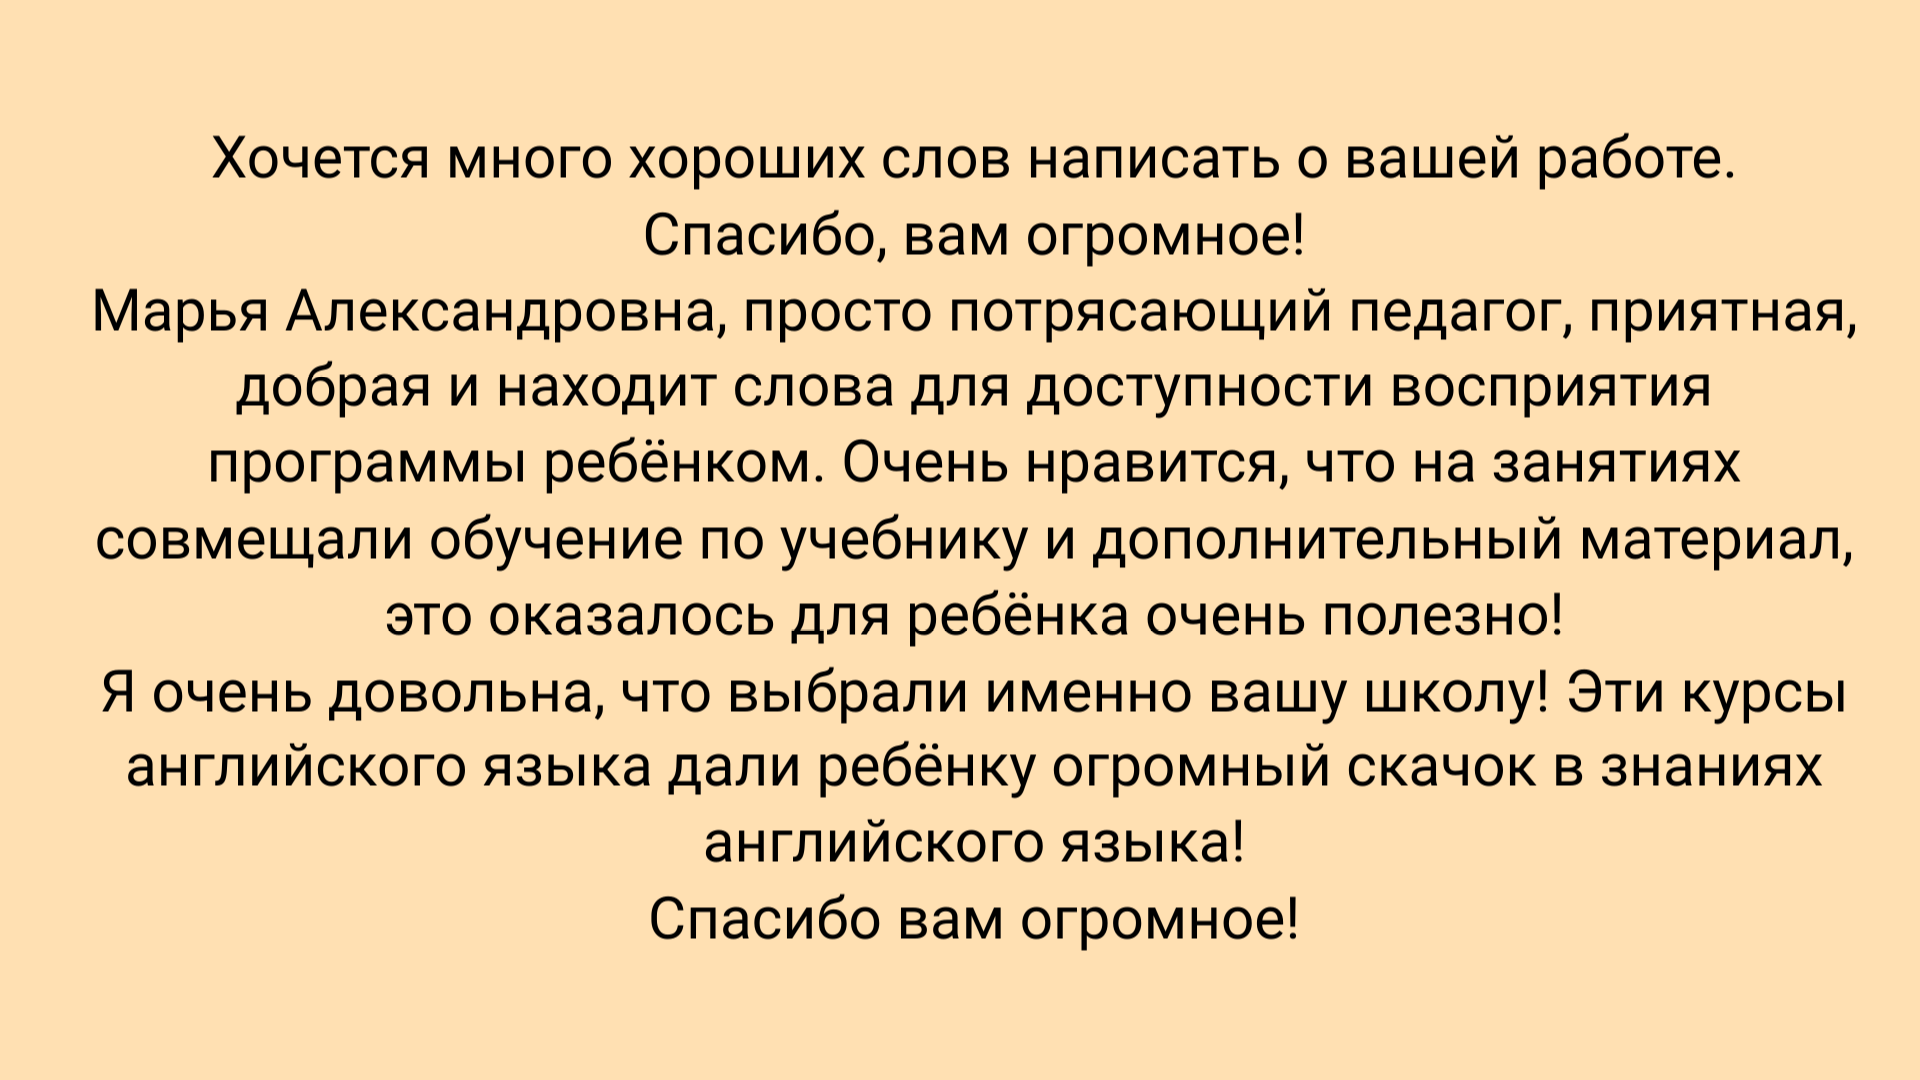 Хочется много хороших слов написать о вашей работе.
Спасибо, вам огромное!
Марья Александровна, просто потрясающий педагог, приятная,
добрая и находит слова для доступности восприятия
программы ребёнком. Очень нравится, что на занятиях
совмещали обучение по учебнику и дополнительный материал,
это оказалось для ребёнка очень полезно!
Я очень довольна, что выбрали именно вашу школу! Эти курсы
английского языка дали ребёнку огромный скачок в знаниях
английского языка!
Спасибо вам огромное!